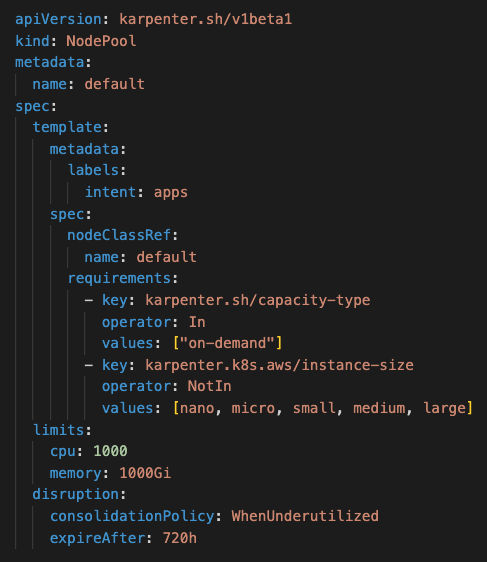 apiVersion: karpenter.sh/v1beta1
kind: NodePool
metadata:
  name: default
spec:
  template:
    metadata:
      labels:
        intent: apps
    spec:
      nodeClassRef:
        name: default
      requirements:
        - key: karpenter.sh/capacity-type
          operator: In
          values: ["on-demand"]
        - key: karpenter.k8s.aws/instance-size
          operator: NotIn
          values: [nano, micro, small, medium, large]
  limits:
    cpu: 1000
    memory: 1000Gi
  disruption:
    consolidationPolicy: WhenUnderutilized
    expireAfter: 720h